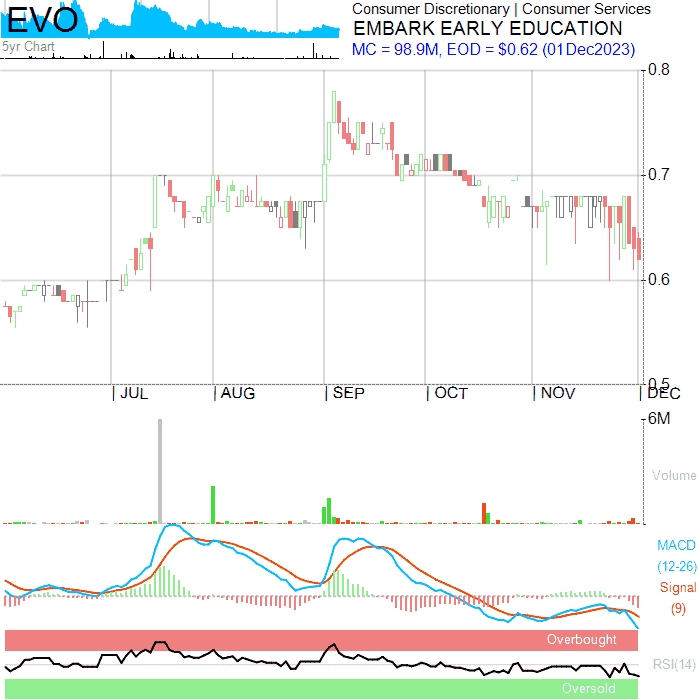 EVO
5yr Chart
Consumer Discretionary | Consumer Services
EMBARK EARLY EDUCATION
MC = 98.9M, EOD = $0.62 (01Dec2023)
0.8
0.7
0.6
0.5
| JUL | AUG | SEP | OCT | NOV | DEC
6M
Volume
MACD
(12-26)
Signal
(9)
Overbought
RSI(14)
Oversold